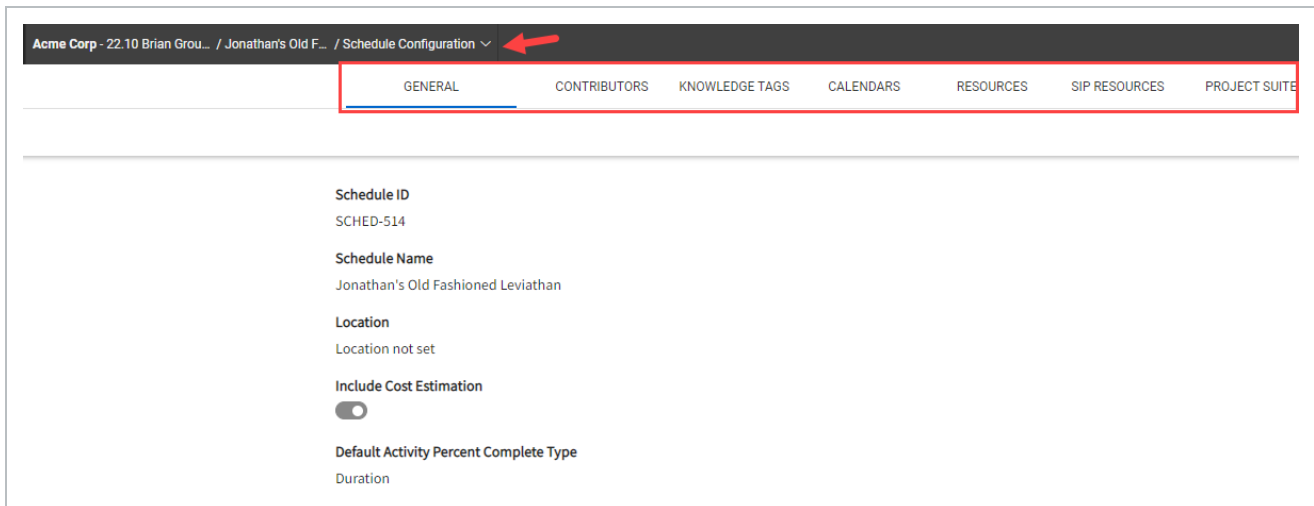 Acme Corp - 22.10 Brian Grou... / Jonathan's Old F... / Schedule Configuration
GENERAL CONTRIBUTORS KNOWLEDGE TAGS CALENDARS RESOURCES SIP RESOURCES PROJECT SUITE
Schedule ID
SCHED-514
Schedule Name
Jonathan's Old Fashioned Leviathan
Location
Location not set
Include Cost Estimation
Default Activity Percent Complete Type
Duration